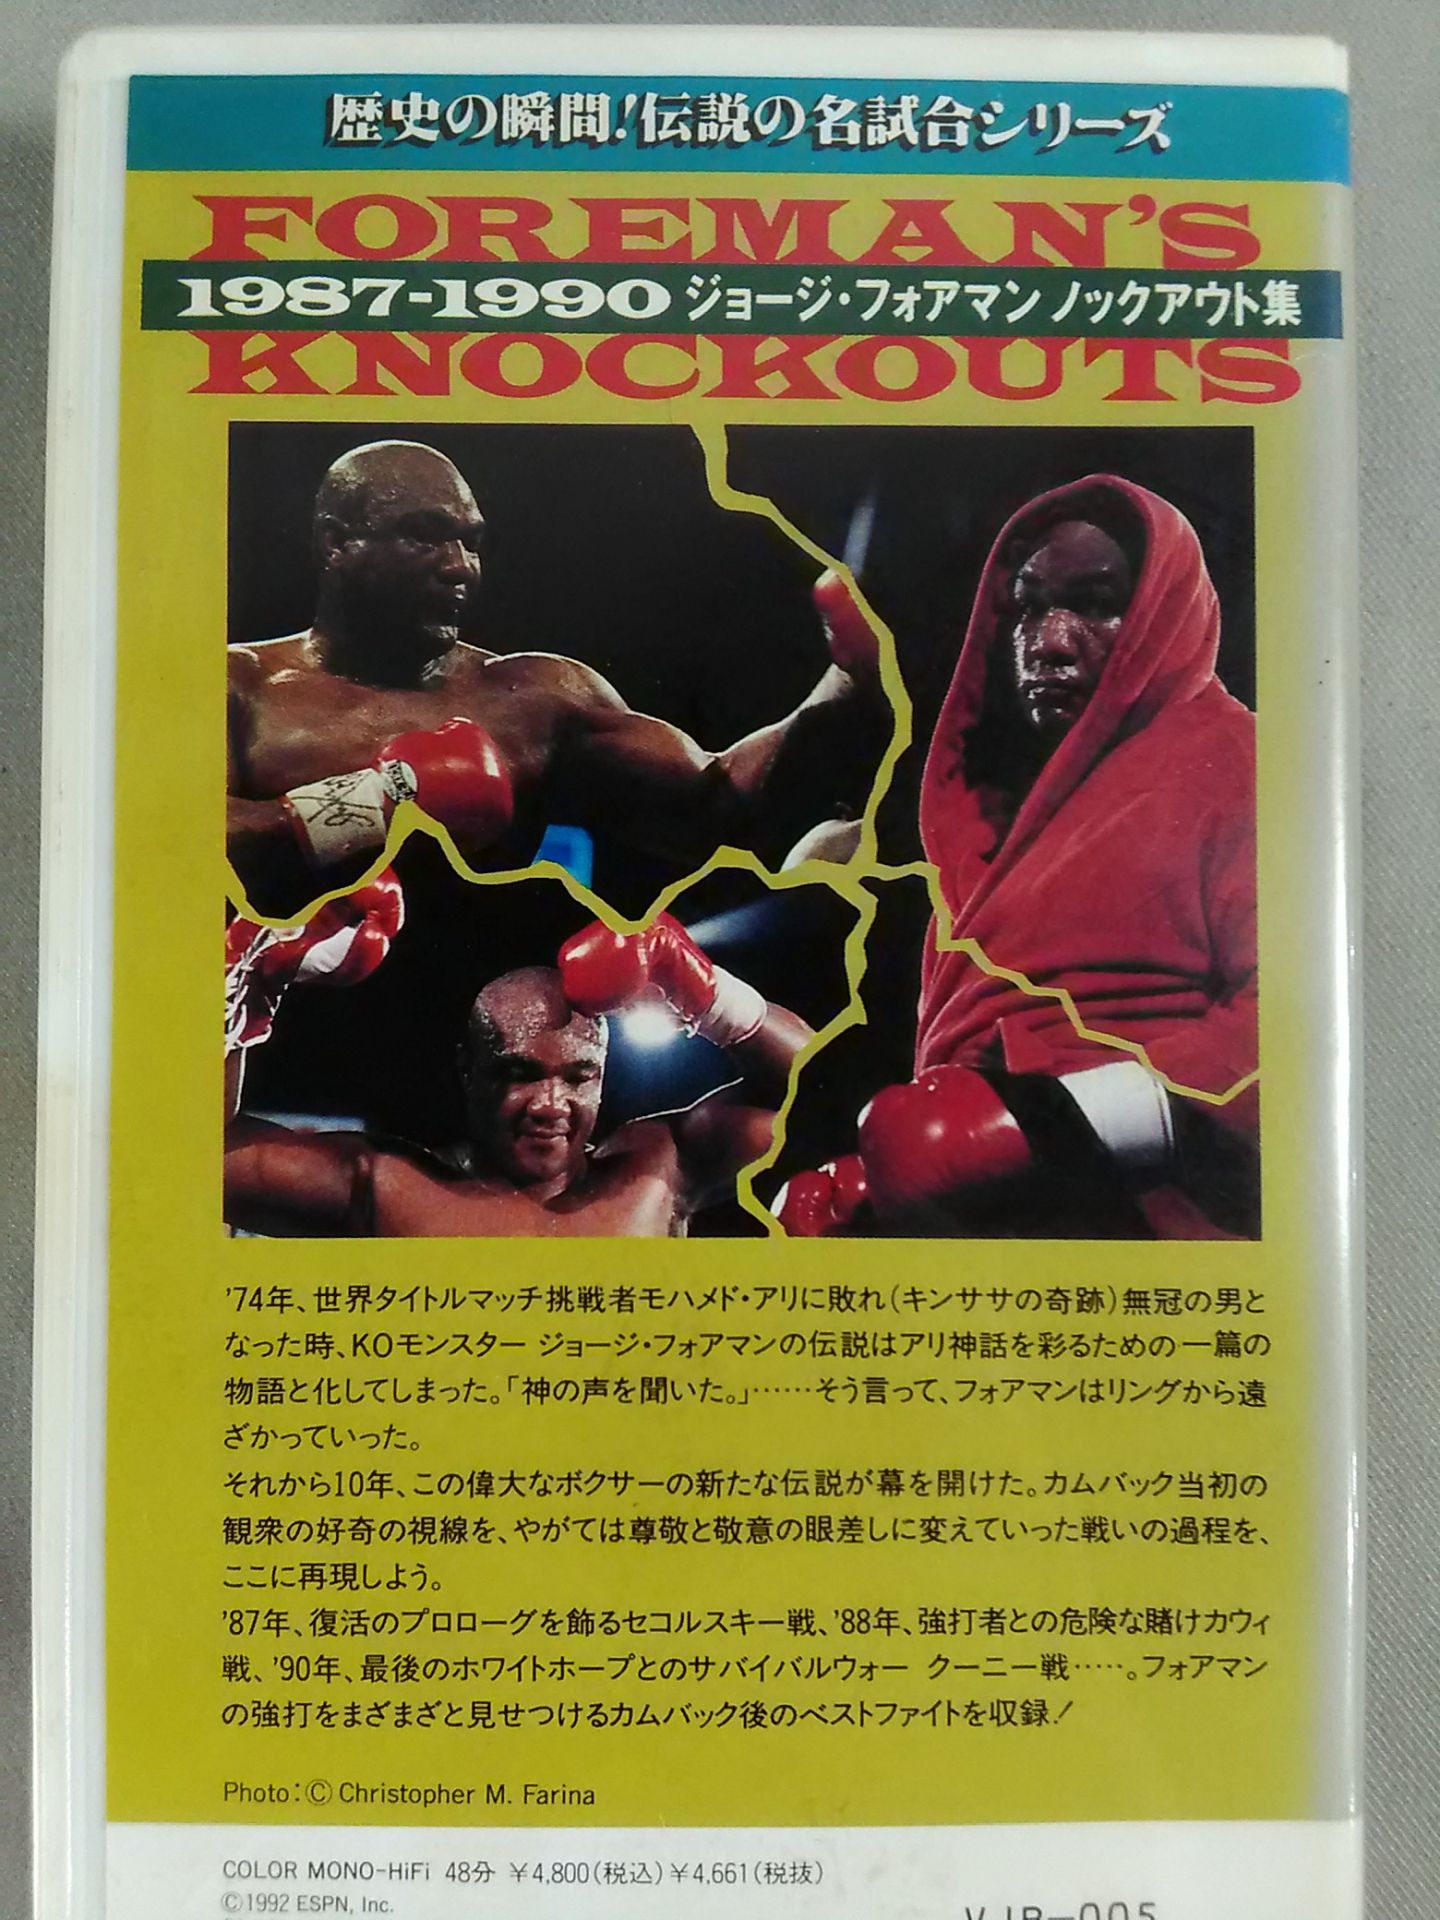 歴史の瞬間!伝説の名試合シリーズ
FOREMAN'S
1987-1990 ジョージ・フォアマン ノックアウト集
KNOCKOUTS
'74年、世界タイトルマッチ挑戦者モハメド・アリに敗れ(キンササの奇跡)無冠の男と
なった時、KOモンスター ジョージ・フォアマンの伝説はアリ神話を彩るための一篇の
物語と化してしまった。「神の声を聞いた。」……そう言って、フォアマンはリングから遠
ざかっていった。
それから10年、この偉大なボクサーの新たな伝説が幕を開けた。カムバック当初の
観衆の好奇の視線を、やがては尊敬と敬意の眼差しに変えていった戦いの過程を、
ここに再現しよう。
'87年、復活のプロローグを飾るセコルスキー戦、'88年、強打者との危険な賭けカウィ
戦、'90年、最後のホワイトホープとのサバイバルウォー クーニー戦……。フォアマン
の強打をまざまざと見せつけるカムバック後のベストファイトを収録!
Photo:© Christopher M. Farina
COLOR MONO-HiFi 48分 ¥4,800(税込)¥4,661(税抜)
©1992 ESPN, Inc.
VJB-005